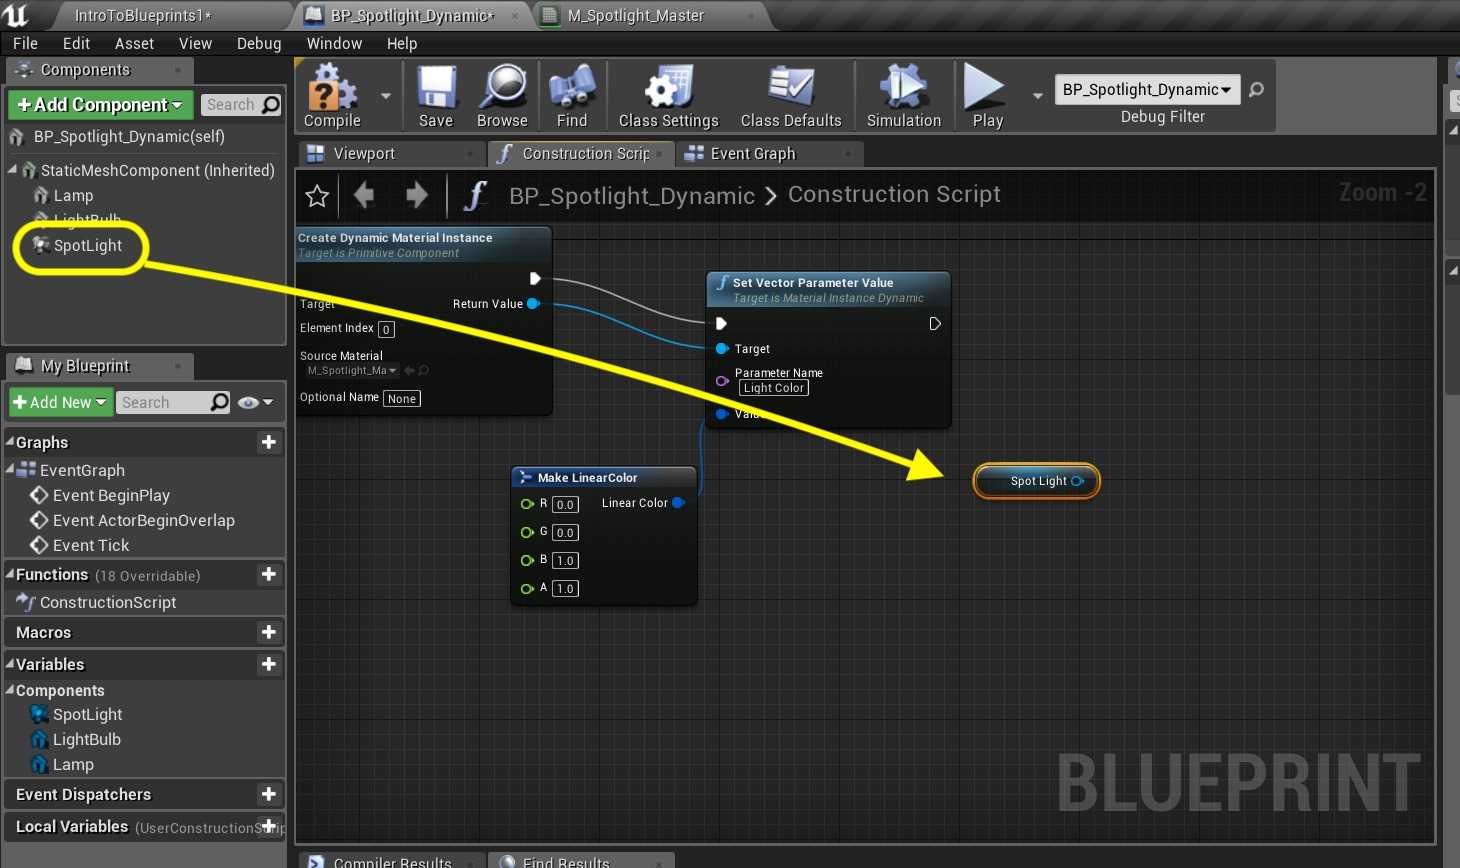 IntroToBlueprints1*
BP_Spotlight_Dynamic*
M_Spotlight_Master
File Edit Asset View Debug Window Help
Components
+Add Component
Search
BP_Spotlight_Dynamic(self)
StaticMeshComponent (Inherited)
Lamp
LightBulb
SpotLight
Compile
Save
Browse
Find
Class Settings
Class Defaults
Simulation
Play
BP_Spotlight_Dynamic
Debug Filter
Viewport
Construction Scrip
Event Graph
BP_Spotlight_Dynamic > Construction Script
Zoom -2
Create Dynamic Material Instance
Target is Primitive Component
Target
Return Value
Element Index 0
Source Material
M_Spotlight_Ma
Optional Name None
Set Vector Parameter Value
Target is Material Instance Dynamic
Target
Parameter Name
Light Color
Value
Make LinearColor
R 0.0 Linear Color
G 0.0
B 1.0
A 1.0
Spot Light
BLUEPRINT
My Blueprint
+Add New
Search
Graphs
EventGraph
Event BeginPlay
Event ActorBeginOverlap
Event Tick
Functions (18 Overridable)
ConstructionScript
Macros
Variables
Components
SpotLight
LightBulb
Lamp
Event Dispatchers
Local Variables (UserConstructionScrip
Compiler Results
Find Results